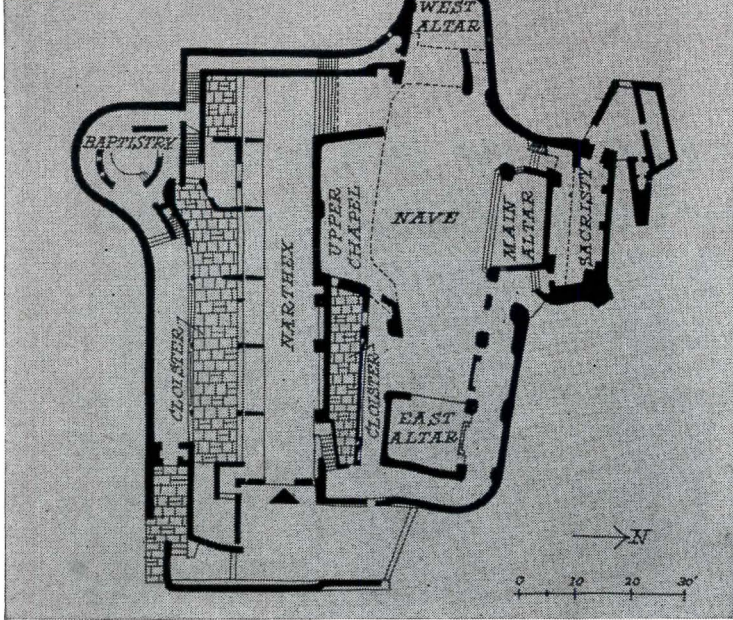 WEST
ALTAR
BAPTISTRY
UPPER
CHAPEL
NAVE
MAIN
ALTAR
SACRISTY
NARTHEX
CLOISTER
CLOISTER
EAST
ALTAR
N
0 10 20 30'